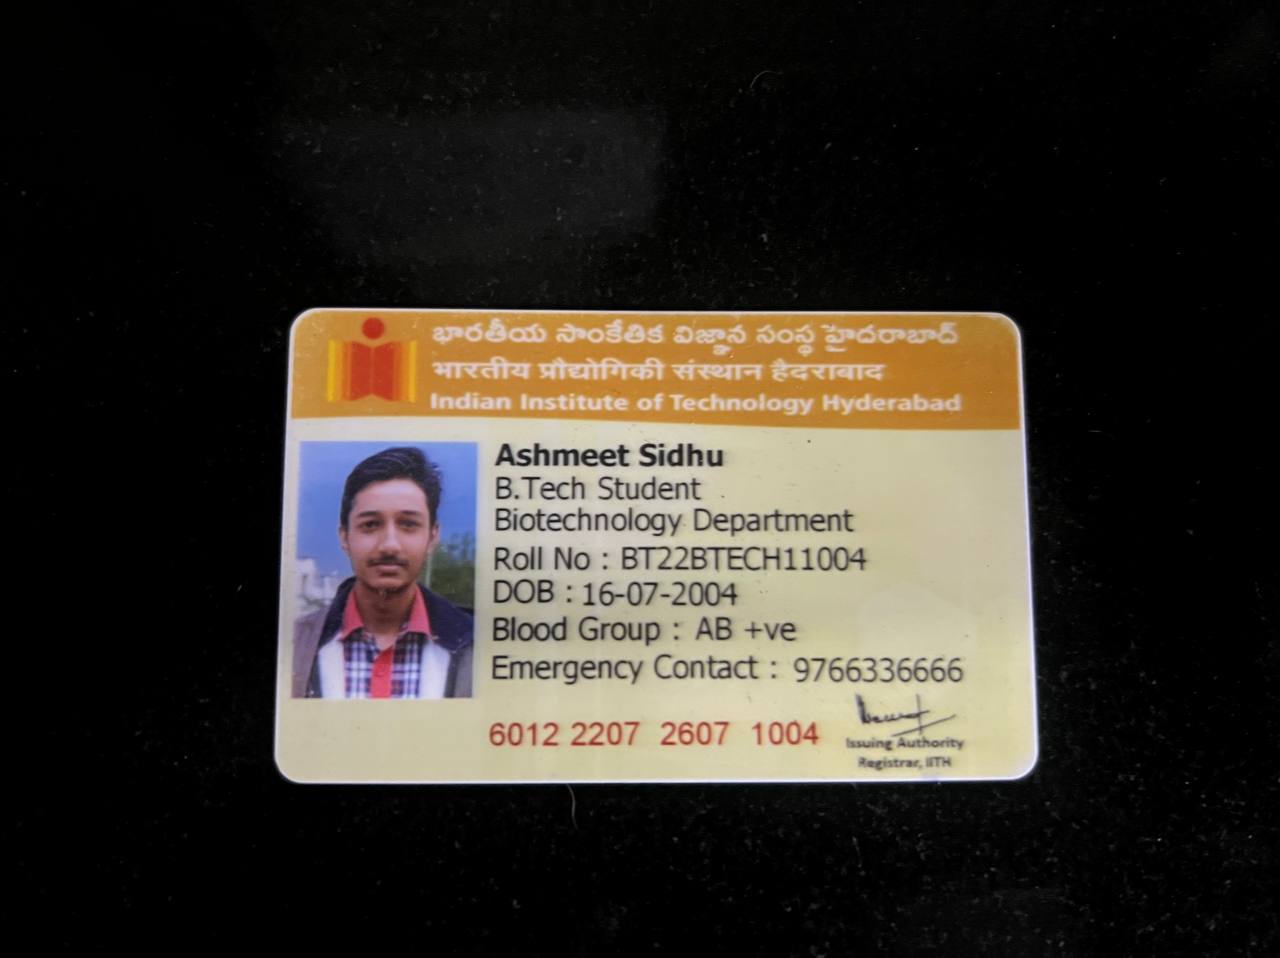 భారతీయ సాంకేతిక విజ్ఞాన సంస్థ హైదరాబాద్
भारतीय प्रौद्योगिकी संस्थान हैदराबाद
Indian Institute of Technology Hyderabad
Ashmeet Sidhu
B.Tech Student
Biotechnology Department
Roll No : BT22BTECH11004
DOB : 16-07-2004
Blood Group : AB +ve
Emergency Contact : 9766336666
6012 2207 2607 1004
Issuing Authority
Registrar, IITH